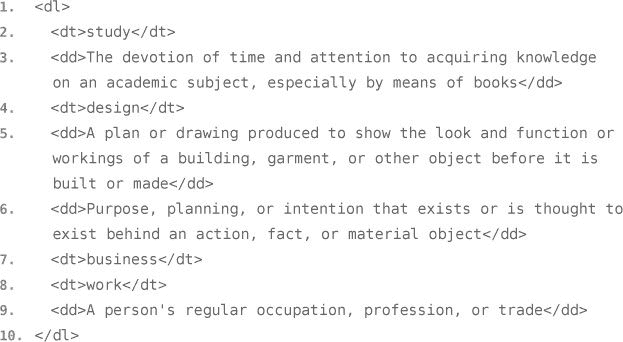 1. <dl>
2. <dt>study</dt>
3. <dd>The devotion of time and attention to acquiring knowledge
on an academic subject, especially by means of books</dd>
4. <dt>design</dt>
5. <dd>A plan or drawing produced to show the look and function or
workings of a building, garment, or other object before it is
built or made</dd>
6. <dd>Purpose, planning, or intention that exists or is thought to
exist behind an action, fact, or material object</dd>
7. <dt>business</dt>
8. <dt>work</dt>
9. <dd>A person's regular occupation, profession, or trade</dd>
10. </dl>